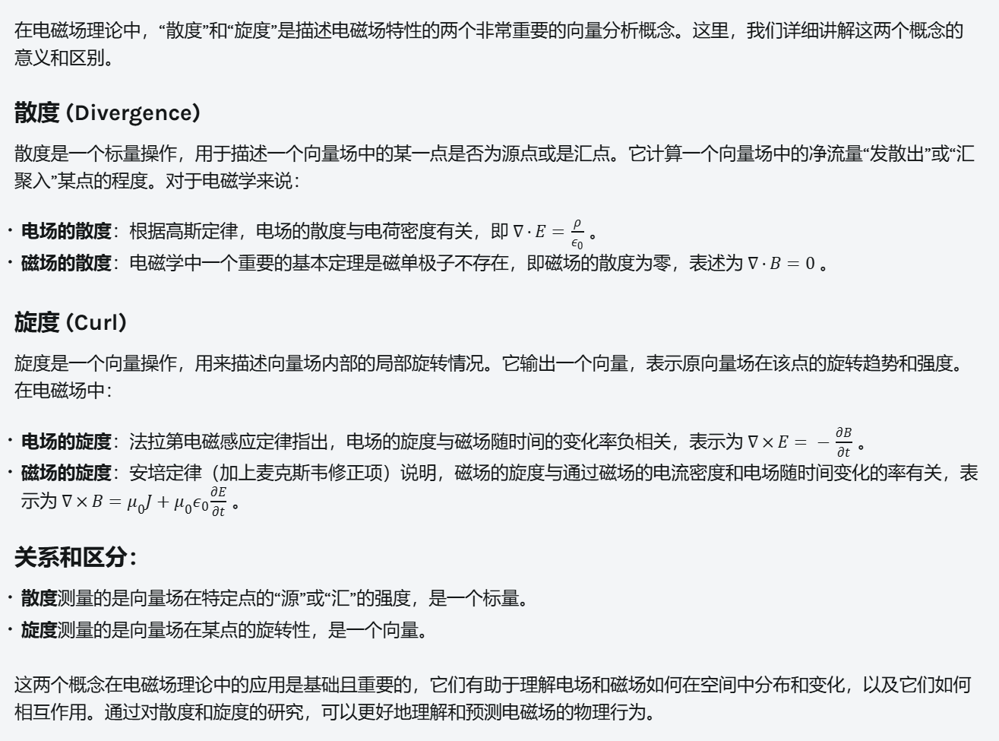 在电磁场理论中，“散度”和“旋度”是描述电磁场特性的两个非常重要的向量分析概念。这里，我们详细讲解这两个概念的
意义和区别。
散度 (Divergence)
散度是一个标量操作，用于描述一个向量场中的某一点是否为源点或是汇点。它计算一个向量场中的净流量“发散出”或“汇
聚入”某点的程度。对于电磁学来说：
· 电场的散度：根据高斯定律，电场的散度与电荷密度有关，即 ∇ · E = ρ/ϵ₀ 。
· 磁场的散度：电磁学中一个重要的基本定理是磁单极子不存在，即磁场的散度为零，表述为 ∇ · B = 0 。
旋度 (Curl)
旋度是一个向量操作，用来描述向量场内部的局部旋转情况。它输出一个向量，表示原向量场在该点的旋转趋势和强度。
在电磁场中：
· 电场的旋度：法拉第电磁感应定律指出，电场的旋度与磁场随时间的变化率负相关，表示为 ∇ × E = −∂B/∂t 。
· 磁场的旋度：安培定律（加上麦克斯韦修正项）说明，磁场的旋度与通过磁场的电流密度和电场随时间变化的率有关，表
示为 ∇ × B = μ₀J + μ₀ϵ₀∂E/∂t 。
关系和区分：
· 散度测量的是向量场在特定点的“源”或“汇”的强度，是一个标量。
· 旋度测量的是向量场在某点的旋转性，是一个向量。
这两个概念在电磁场理论中的应用是基础且重要的，它们有助于理解电场和磁场如何在空间中分布和变化，以及它们如何
相互作用。通过对散度和旋度的研究，可以更好地理解和预测电磁场的物理行为。